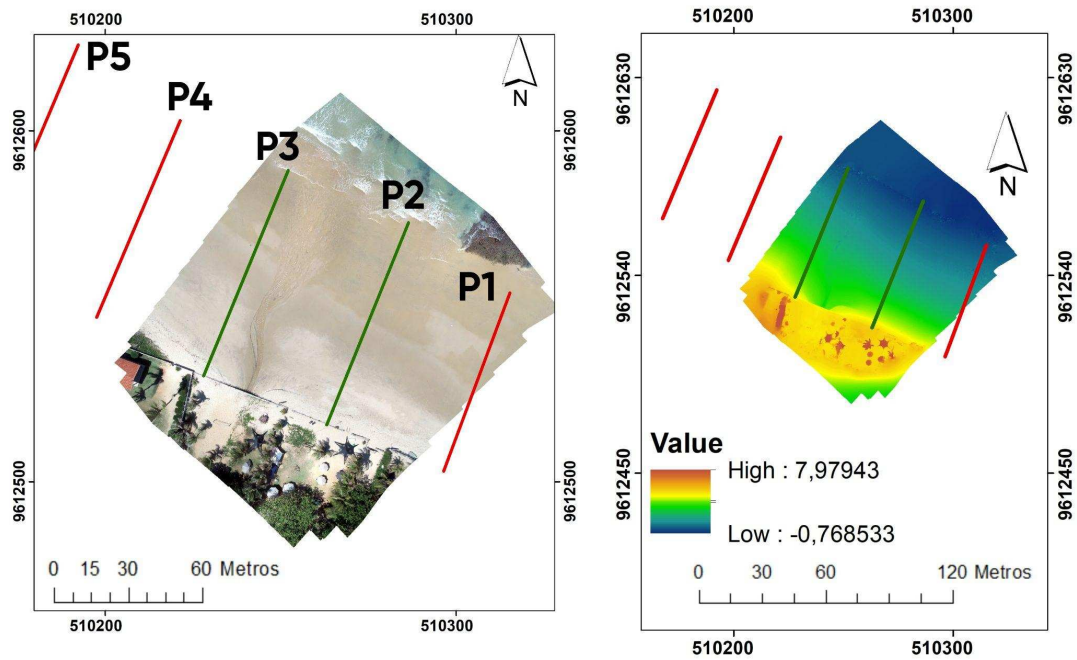 510200 510300
P5
P4
N
9612600 9612600
P3
P2
P1
9612500 9612500
0 15 30 60 Metros
510200 510300
510200 510300
9612630 9612630
N
9612540 9612540
Value
High : 7,97943
Low : -0,768533
9612450 9612450
0 30 60 120 Metros
510200 510300